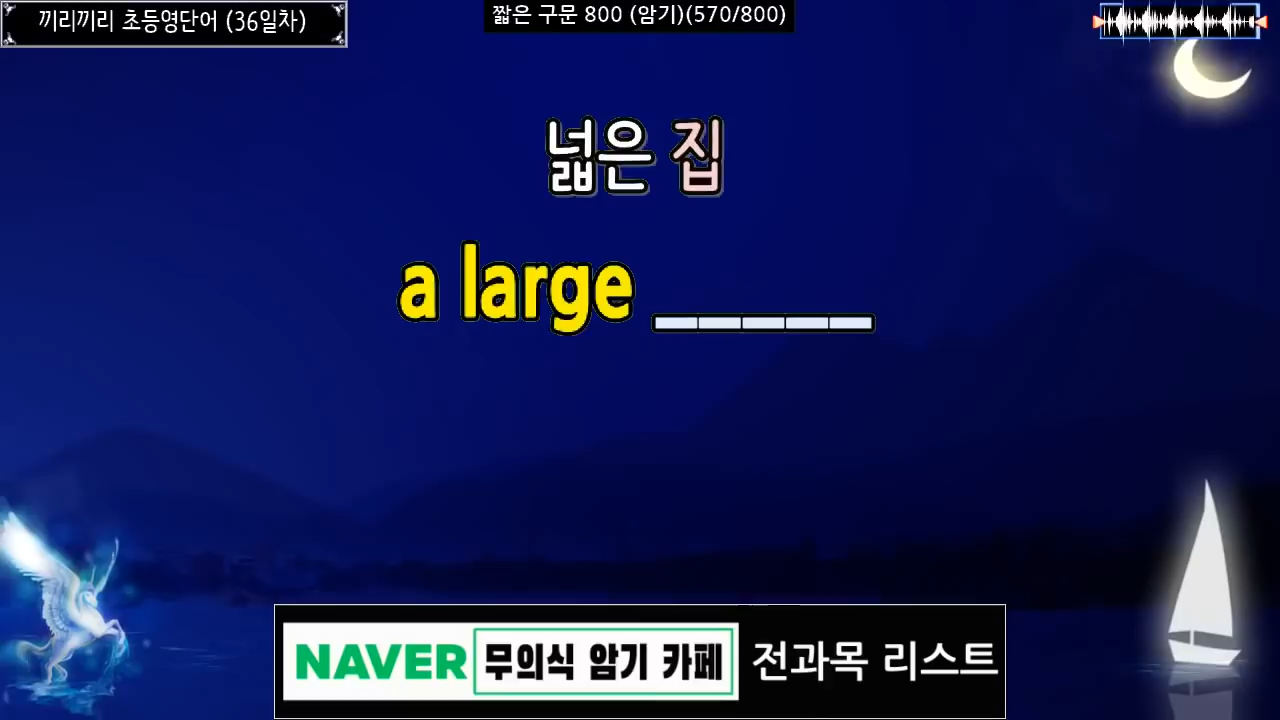 끼리끼리 초등영단어 (36일차)
짧은 구문 800 (암기)(570/800)
넓은 집
a large _____
NAVER 무의식 암기 카페 전과목 리스트